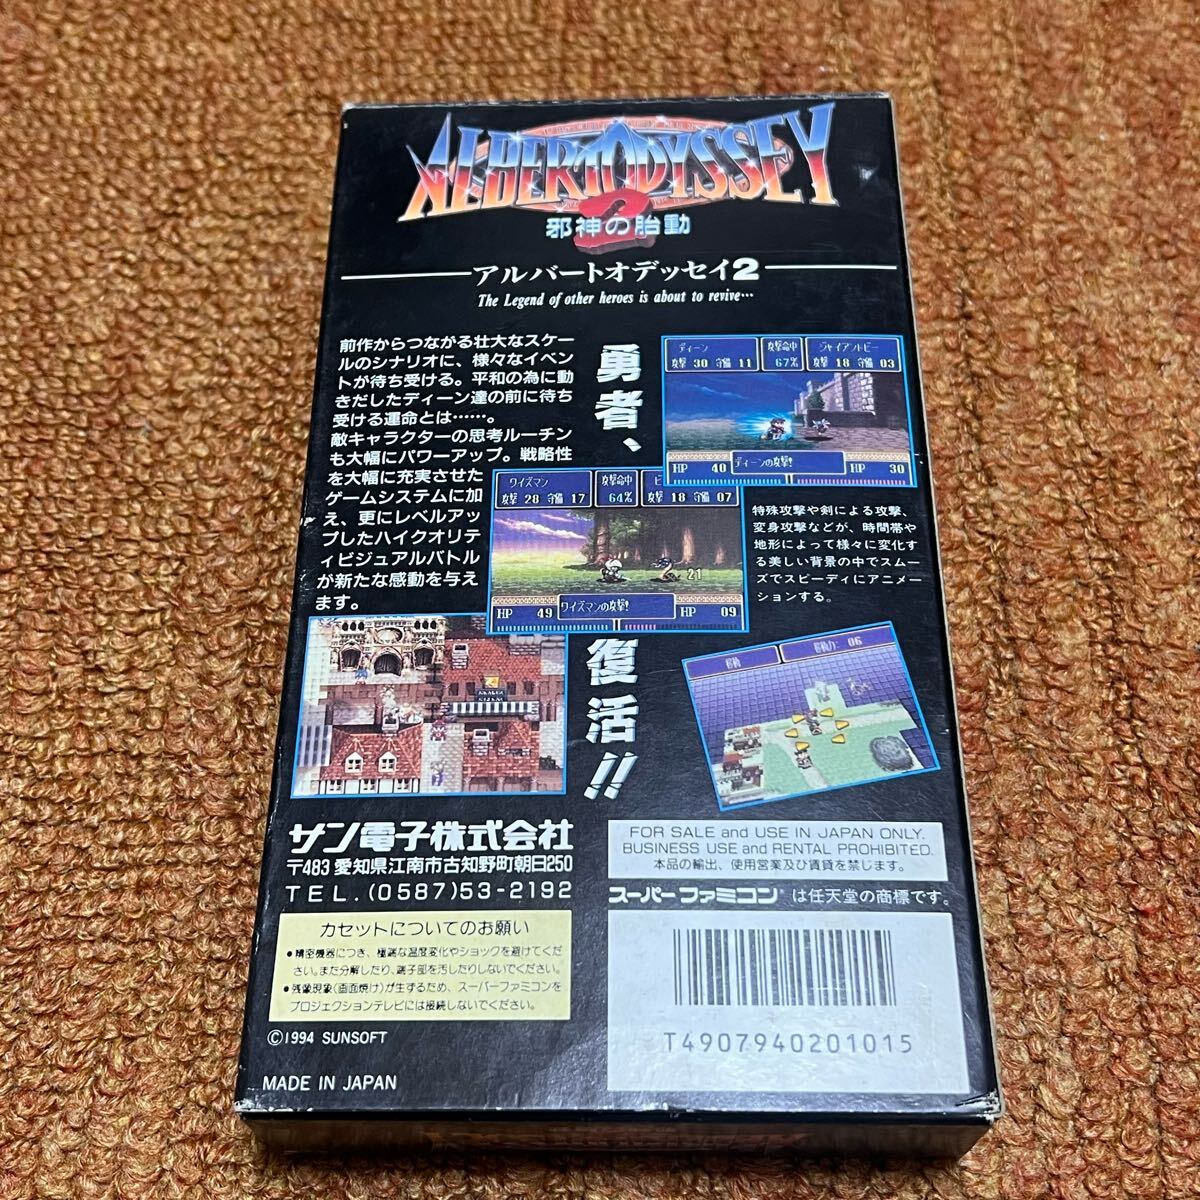 ALBERT ODYSSEY
2
邪神の胎動
アルバートオデッセイ2
The Legend of other heroes is about to revive…
前作からつながる壮大なスケー
ルのシナリオに、様々なイベン
トが待ち受ける。平和の為に動
きだしたディーン達の前に待ち
受ける運命とは……。
敵キャラクターの思考ルーチン
も大幅にパワーアップ。戦略性
を大幅に充実させた
ゲームシステムに加
え、更にレベルアッ
プしたハイクオリテ
ィビジュアルバトル
が新たな感動を与え
ます。
勇者、
復活!!
ディーン
攻撃 30 守備 11
攻撃命中
67%
ジャイアントビー
攻撃 18 守備 03
HP 40
ディーンの攻撃!
HP 30
ワイズマン
攻撃 28 守備 17
攻撃命中
64%
ビ
攻撃 18 守備 07
21
HP 49
ワイズマンの攻撃!
HP 09
特殊攻撃や剣による攻撃、
変身攻撃などが、時間帯や
地形によって様々に変化す
る美しい背景の中でスムー
ズでスピーディにアニメー
ションする。
移動
移動力: 06
サン電子株式会社
〒483 愛知県江南市古知野町朝日250
TEL.(0587)53-2192
カセットについてのお願い
●精密機器につき、極端な温度変化やショックを避けてくだ
さい。また分解したり、端子部を汚したりしないでください。
●残像現象(画面焼け)が生ずるため、スーパーファミコンを
プロジェクションテレビには接続しないでください。
©1994 SUNSOFT
MADE IN JAPAN
FOR SALE and USE IN JAPAN ONLY.
BUSINESS USE and RENTAL PROHIBITED.
本品の輸出、使用営業及び賃貸を禁じます。
スーパーファミコン®は任天堂の商標です。
T4907940201015